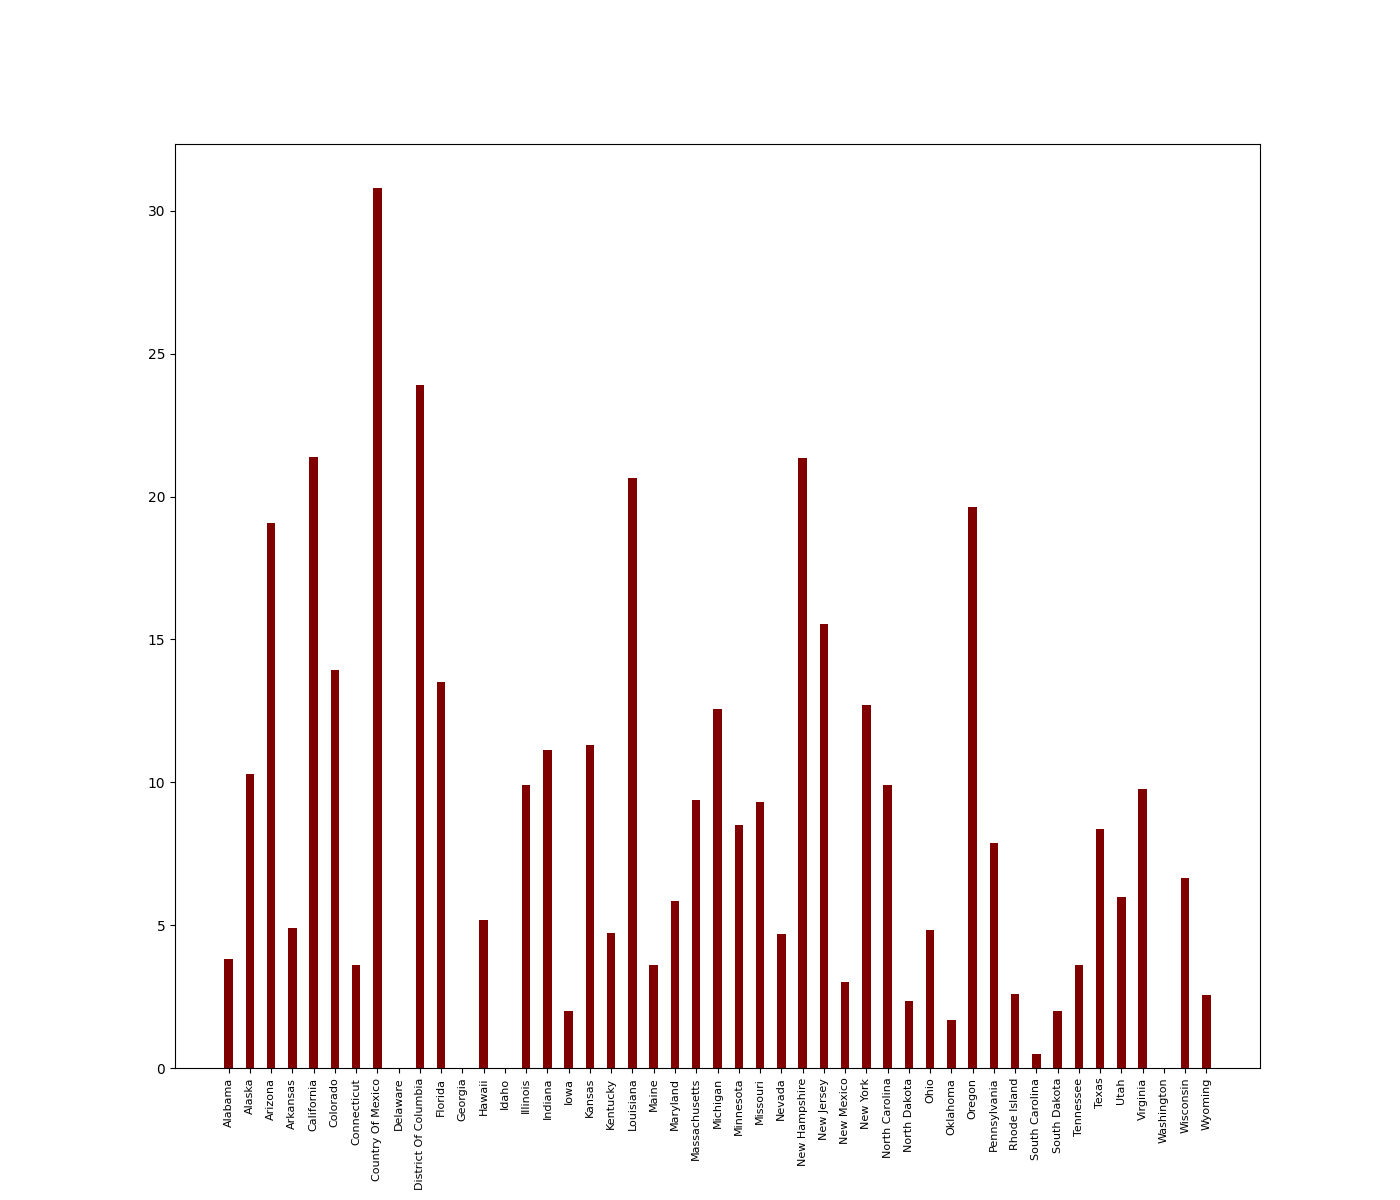 30
25
20
15
10
5
0
Alabama
Alaska
Arizona
Arkansas
California
Colorado
Connecticut
Country Of Mexico
Delaware
District Of Columbia
Florida
Georgia
Hawaii
Idaho
Illinois
Indiana
Iowa
Kansas
Kentucky
Louisiana
Maine
Maryland
Massachusetts
Michigan
Minnesota
Missouri
Nevada
New Hampshire
New Jersey
New Mexico
New York
North Carolina
North Dakota
Ohio
Oklahoma
Oregon
Pennsylvania
Rhode Island
South Carolina
South Dakota
Tennessee
Texas
Utah
Virginia
Washington
Wisconsin
Wyoming